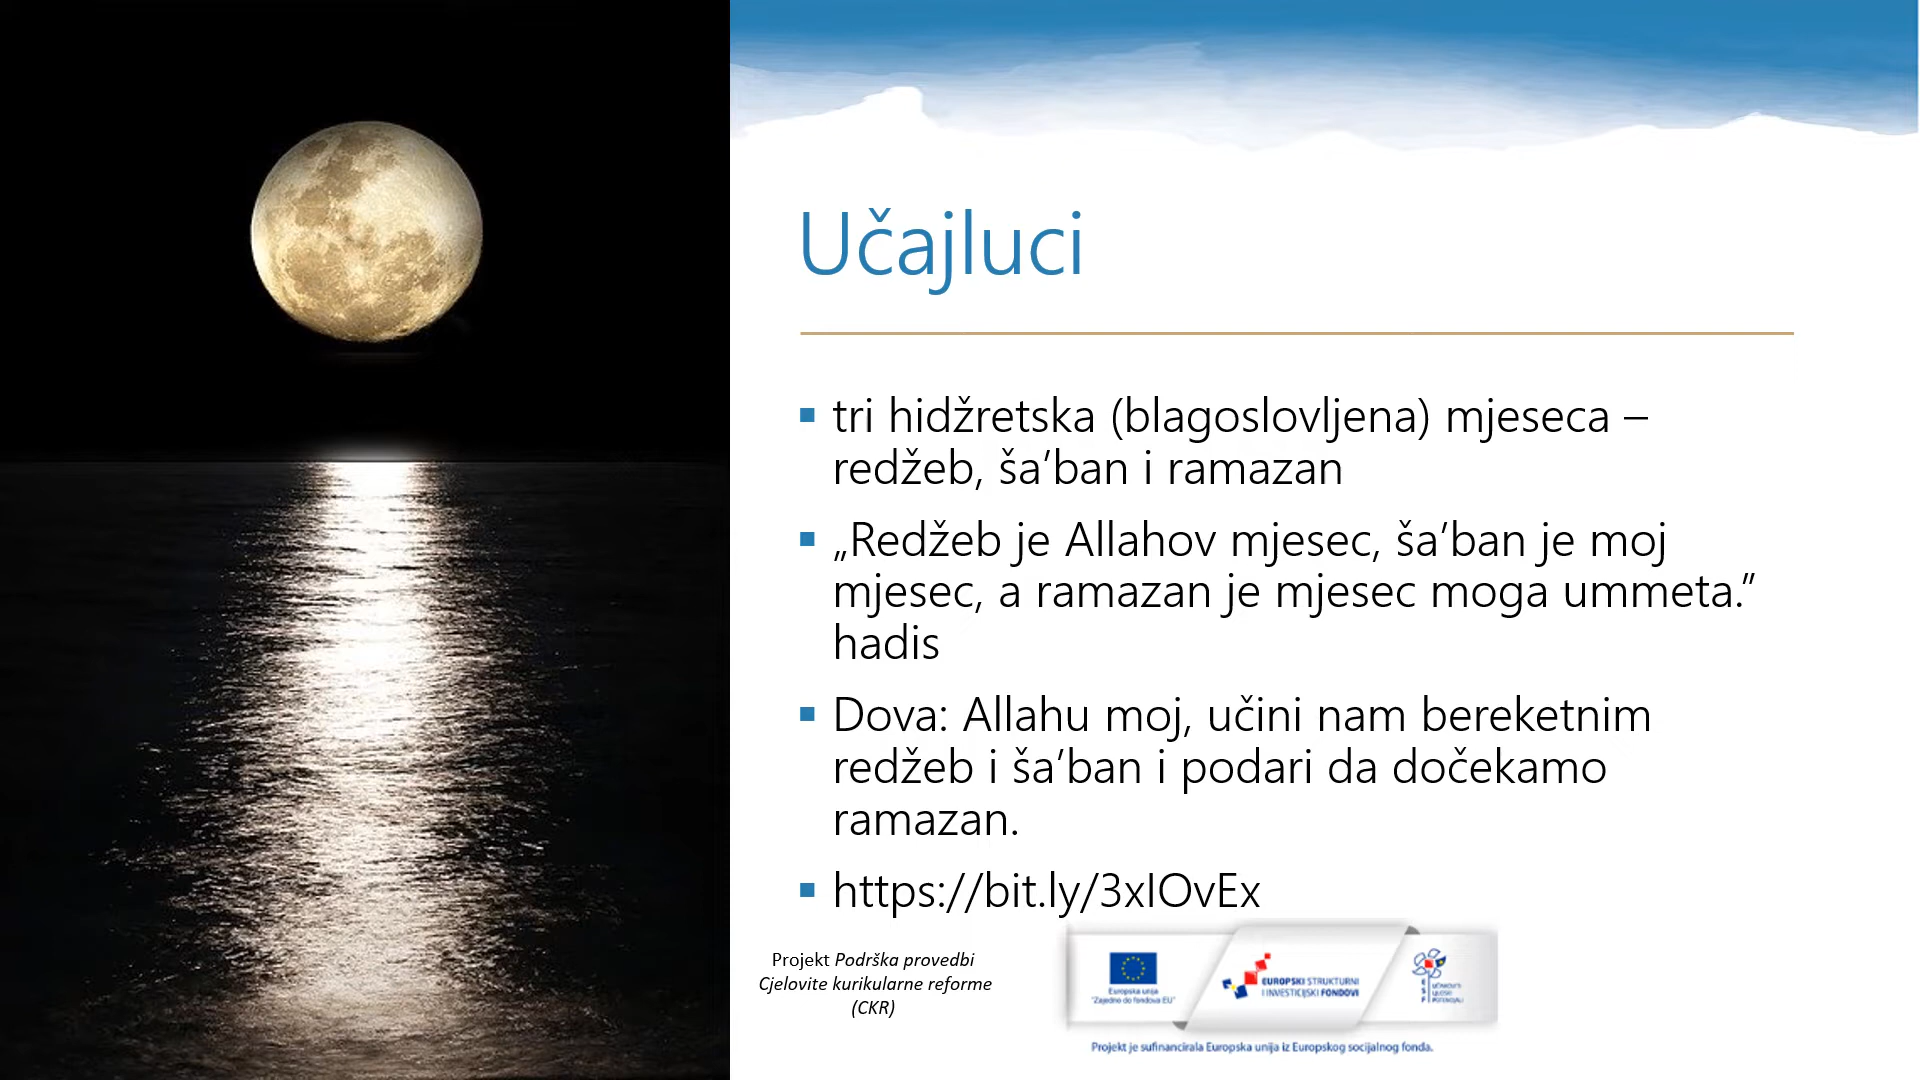 Učajluci
▪ tri hidžretska (blagoslovljena) mjeseca –
redžeb, ša’ban i ramazan
▪ „Redžeb je Allahov mjesec, ša’ban je moj
mjesec, a ramazan je mjesec moga ummeta.”
hadis
▪ Dova: Allahu moj, učini nam bereketnim
redžeb i ša’ban i podari da dočekamo
ramazan.
▪ https://bit.ly/3xIOvEx
Projekt Podrška provedbi
Cjelovite kurikularne reforme
(CKR)
Europska unija
"Zajedno do fondova EU"
EUROPSKI STRUKTURNI
I INVESTICIJSKI FONDOVI
ESF
Projekt je sufinancirala Europska unija iz Europskog socijalnog fonda.